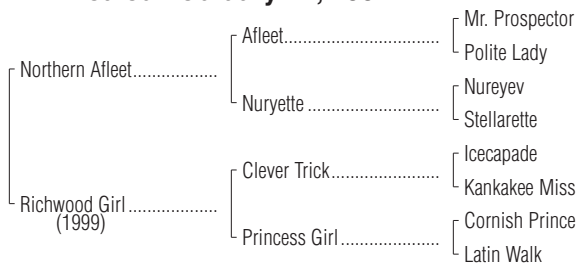 Mr. Prospector
Afleet
Polite Lady
Northern Afleet
Nureyev
Nuryette
Stellarette
Icecapade
Clever Trick
Kankakee Miss
Richwood Girl
(1999)
Cornish Prince
Princess Girl
Latin Walk